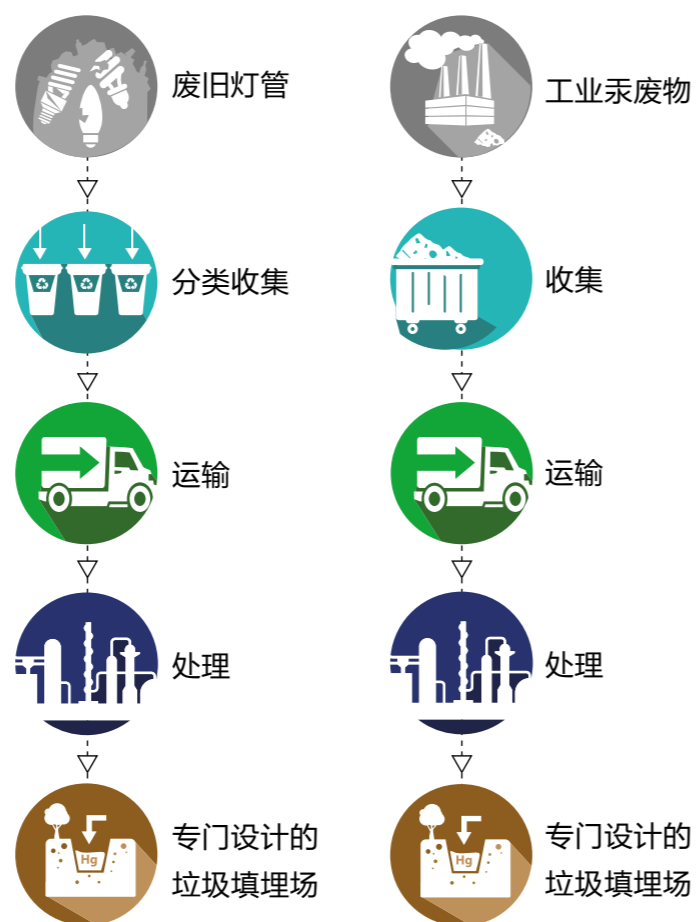 废旧灯管
分类收集
运输
处理
Hg
专门设计的
垃圾填埋场
工业汞废物
收集
运输
处理
Hg
专门设计的
垃圾填埋场